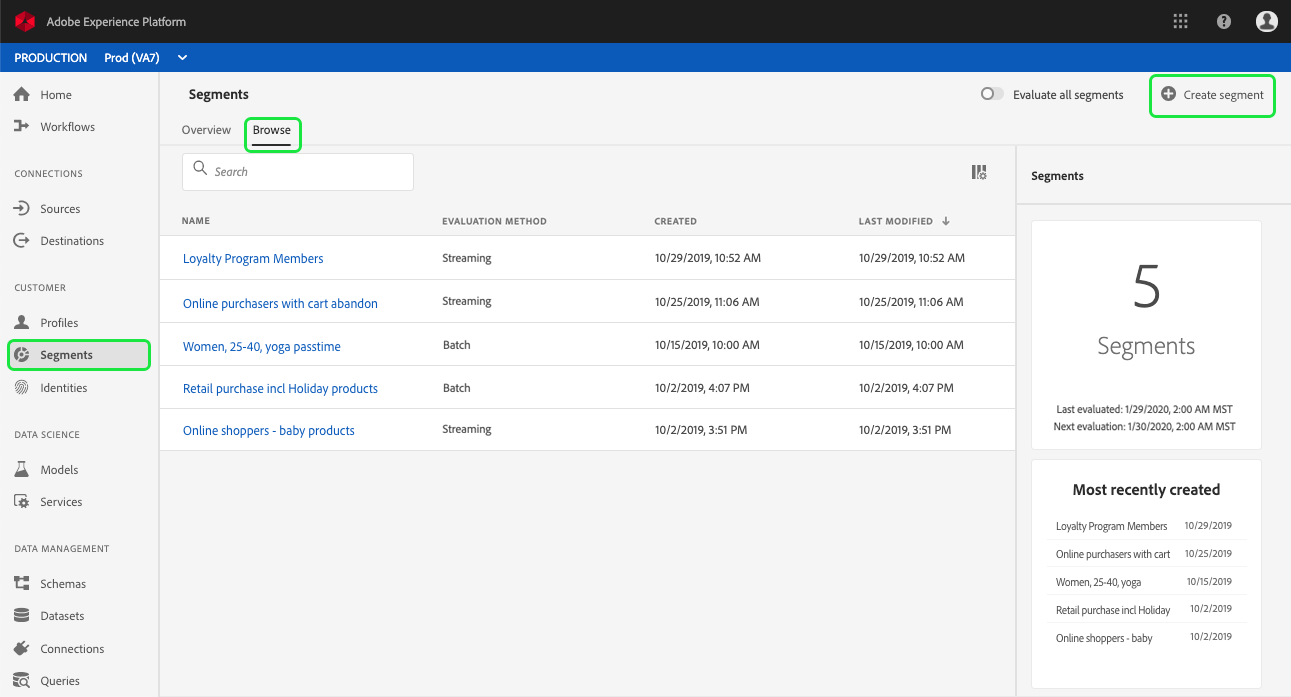 Adobe Experience Platform
PRODUCTION Prod (VA7)
Home
Workflows
CONNECTIONS
Sources
Destinations
CUSTOMER
Profiles
Segments
Identities
DATA SCIENCE
Models
Services
DATA MANAGEMENT
Schemas
Datasets
Connections
Queries
Segments
Evaluate all segments
Create segment
Overview Browse
Search
NAME EVALUATION METHOD CREATED LAST MODIFIED
Loyalty Program Members Streaming 10/29/2019, 10:52 AM 10/29/2019, 10:52 AM
Online purchasers with cart abandon Streaming 10/25/2019, 11:06 AM 10/25/2019, 11:06 AM
Women, 25-40, yoga passtime Batch 10/15/2019, 10:00 AM 10/15/2019, 10:00 AM
Retail purchase incl Holiday products Batch 10/2/2019, 4:07 PM 10/2/2019, 4:07 PM
Online shoppers - baby products Streaming 10/2/2019, 3:51 PM 10/2/2019, 3:51 PM
Segments
5
Segments
Last evaluated: 1/29/2020, 2:00 AM MST
Next evaluation: 1/30/2020, 2:00 AM MST
Most recently created
Loyalty Program Members 10/29/2019
Online purchasers with cart 10/25/2019
Women, 25-40, yoga 10/15/2019
Retail purchase incl Holiday 10/2/2019
Online shoppers - baby 10/2/2019